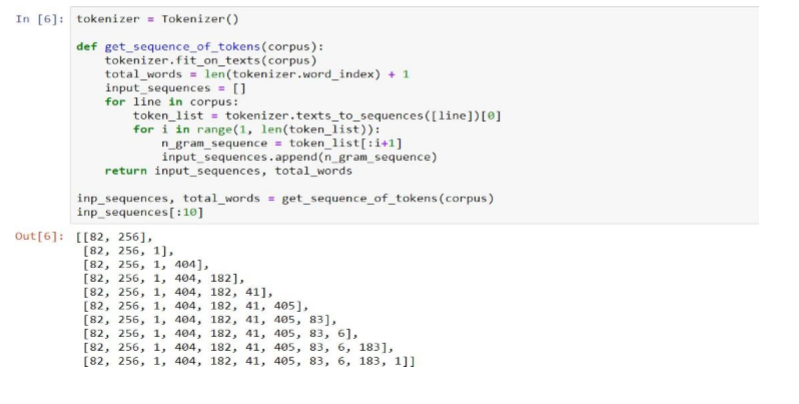 In [6]: tokenizer = Tokenizer()
def get_sequence_of_tokens(corpus):
    tokenizer.fit_on_texts(corpus)
    total_words = len(tokenizer.word_index) + 1
    input_sequences = []
    for line in corpus:
        token_list = tokenizer.texts_to_sequences([line])[0]
        for i in range(1, len(token_list)):
            n_gram_sequence = token_list[:i+1]
            input_sequences.append(n_gram_sequence)
    return input_sequences, total_words
inp_sequences, total_words = get_sequence_of_tokens(corpus)
inp_sequences[:10]
Out[6]: [[82, 256],
[82, 256, 1],
[82, 256, 1, 404],
[82, 256, 1, 404, 182],
[82, 256, 1, 404, 182, 41],
[82, 256, 1, 404, 182, 41, 405],
[82, 256, 1, 404, 182, 41, 405, 83],
[82, 256, 1, 404, 182, 41, 405, 83, 6],
[82, 256, 1, 404, 182, 41, 405, 83, 6, 183],
[82, 256, 1, 404, 182, 41, 405, 83, 6, 183, 1]]